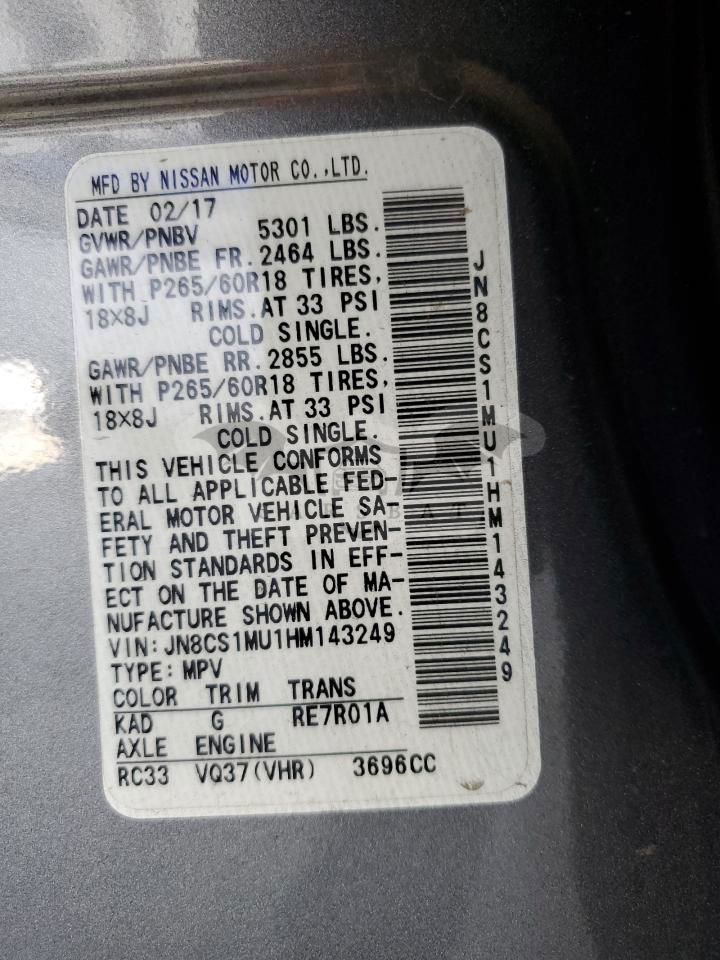 MFD BY NISSAN MOTOR CO.,LTD.
DATE 02/17
GVWR/PNBV 5301 LBS.
GAWR/PNBE FR. 2464 LBS.
WITH P265/60R18 TIRES,
18X8J RIMS. AT 33 PSI
COLD SINGLE.
GAWR/PNBE RR. 2855 LBS.
WITH P265/60R18 TIRES,
18X8J RIMS. AT 33 PSI
COLD SINGLE.
THIS VEHICLE CONFORMS
TO ALL APPLICABLE FED-
ERAL MOTOR VEHICLE SA-
FETY AND THEFT PREVEN-
TION STANDARDS IN EFF-
ECT ON THE DATE OF MA-
NUFACTURE SHOWN ABOVE.
VIN: JN8CS1MU1HM143249
TYPE: MPV
COLOR TRIM TRANS
KAD G RE7R01A
AXLE ENGINE
RC33 VQ37(VHR) 3696CC
JN8CS1MU1HM143249